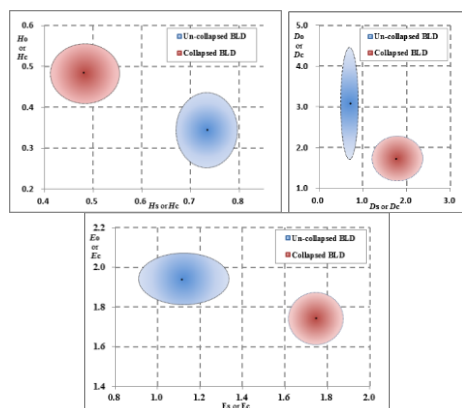 0.6
0.5
0.4
0.3
0.2
Ho
or
Hc
Un-collapsed BLD
Collapsed BLD
0.4 0.5 0.6 0.7 0.8
Hs or Hc
5.0
4.0
3.0
2.0
1.0
Do
or
Dc
Un-collapsed BLD
Collapsed BLD
0.0 1.0 2.0 3.0
Ds or Dc
2.2
2.0
1.8
1.6
1.4
Eo
or
Ec
Un-collapsed BLD
Collapsed BLD
0.8 1.0 1.2 1.4 1.6 1.8 2.0
Es or Ec